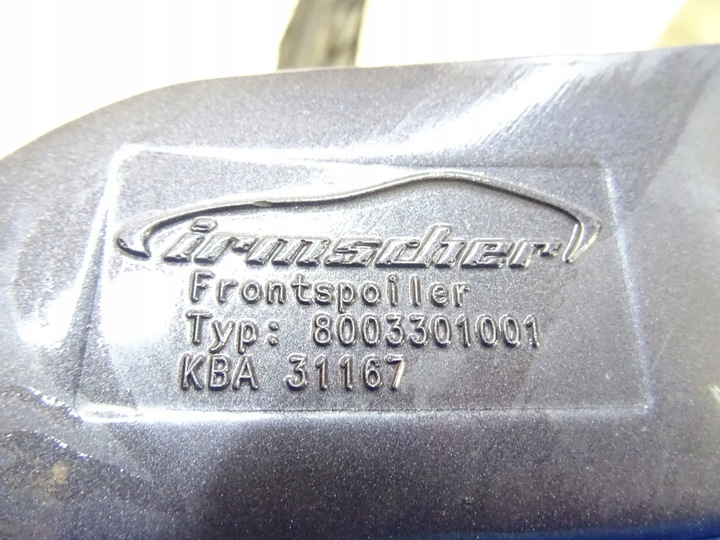 irmscher
Frontspoiler
Typ: 8003301001
KBA 31167